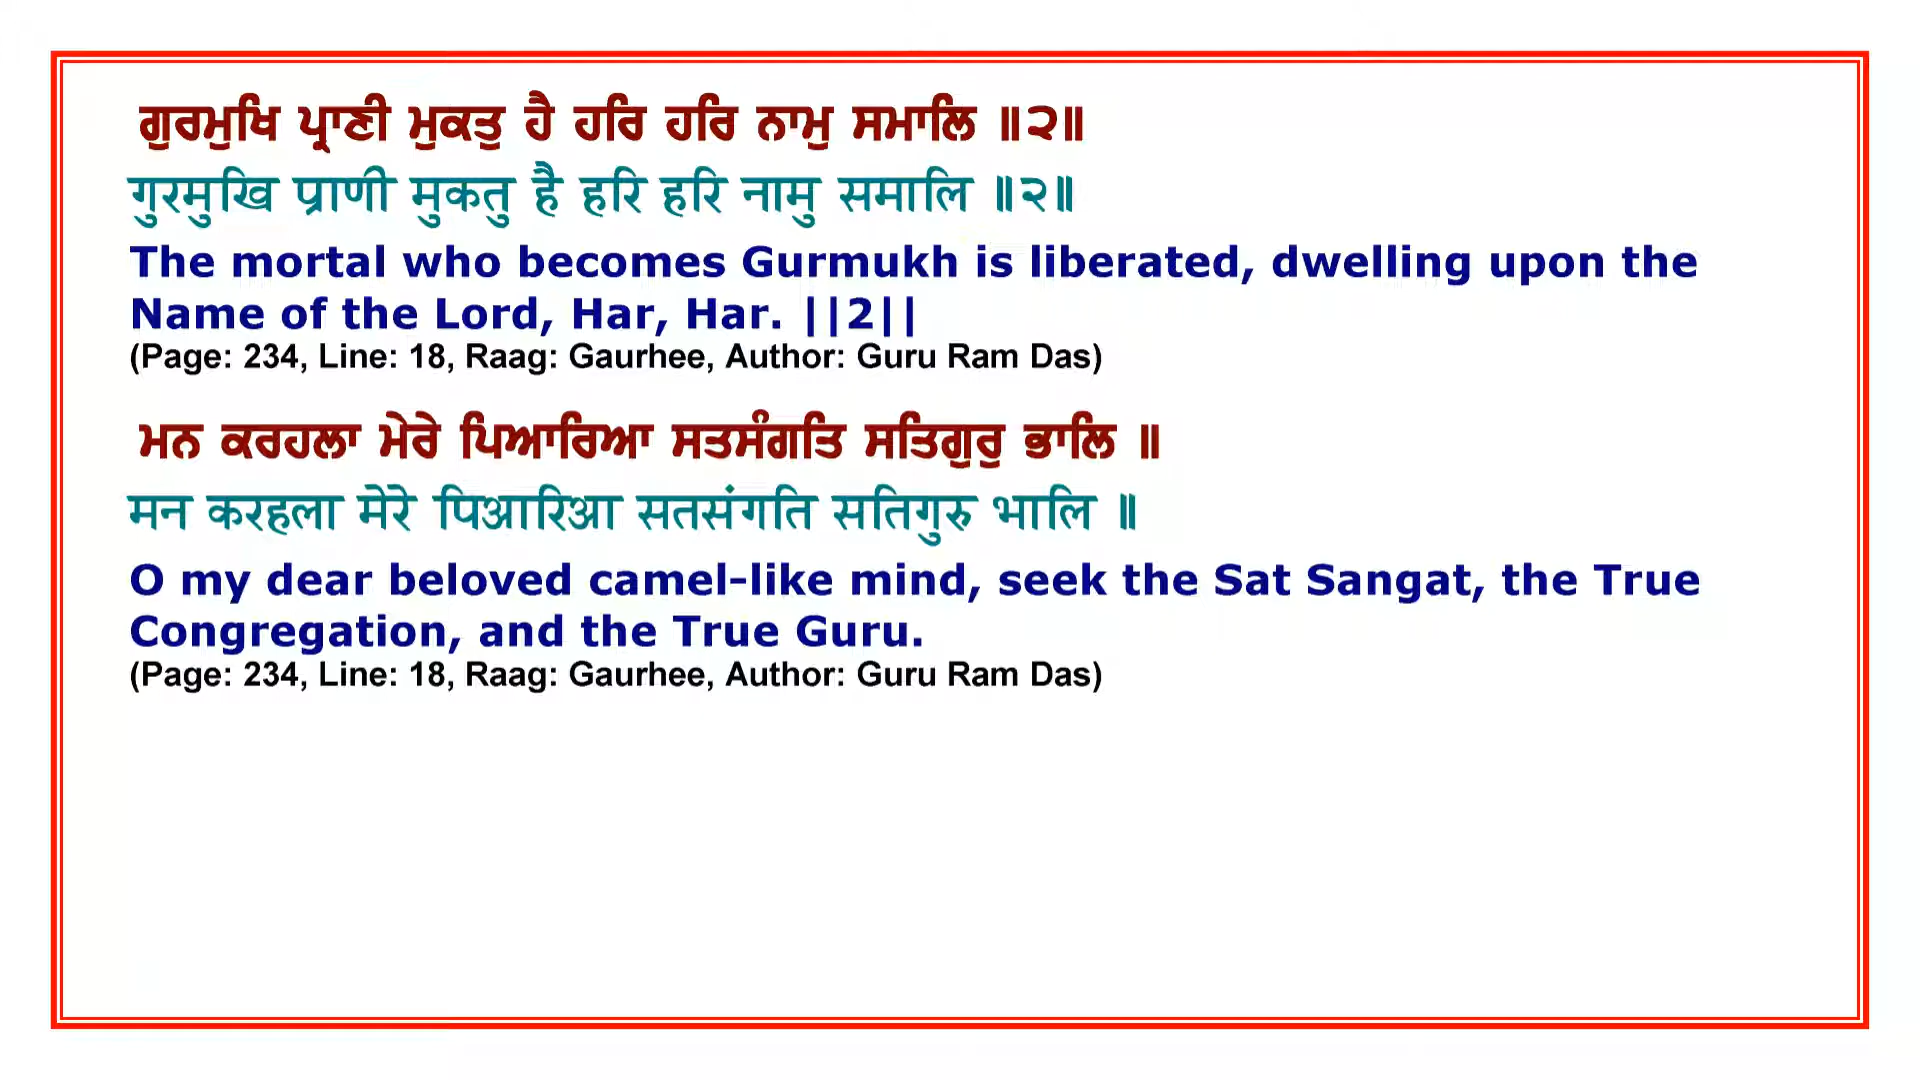 ਗੁਰਮੁਖਿ ਪ੍ਰਾਣੀ ਮੁਕਤੁ ਹੈ ਹਰਿ ਹਰਿ ਨਾਮੁ ਸਮਾਲਿ ॥੨॥
गुरमुखि प्राणी मुकतु है हरि हरि नामु समालि ॥२॥
The mortal who becomes Gurmukh is liberated, dwelling upon the
Name of the Lord, Har, Har. ||2||
(Page: 234, Line: 18, Raag: Gaurhee, Author: Guru Ram Das)
ਮਨ ਕਰਹਲਾ ਮੇਰੇ ਪਿਆਰਿਆ ਸਤਸੰਗਤਿ ਸਤਿਗੁਰੁ ਭਾਲਿ ॥
मन करहला मेरे पिआरिआ सतसंगति सतिगुरु भालि ॥
O my dear beloved camel-like mind, seek the Sat Sangat, the True
Congregation, and the True Guru.
(Page: 234, Line: 18, Raag: Gaurhee, Author: Guru Ram Das)